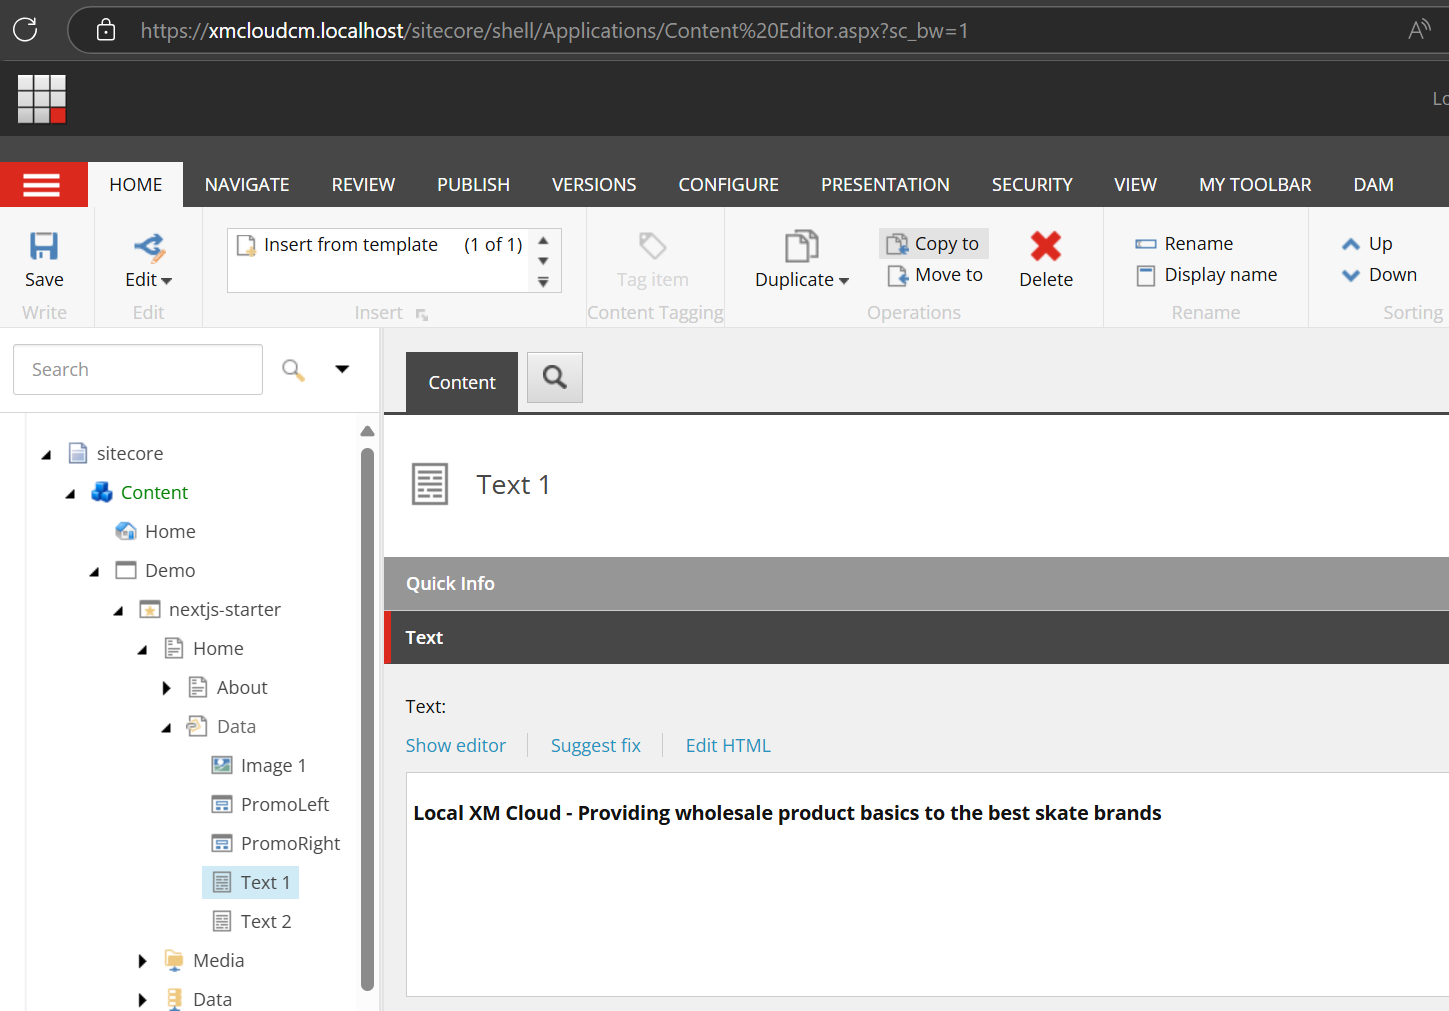 https://xmcloudcm.localhost/sitecore/shell/Applications/Content%20Editor.aspx?sc_bw=1
HOME NAVIGATE REVIEW PUBLISH VERSIONS CONFIGURE PRESENTATION SECURITY VIEW MY TOOLBAR DAM
Insert from template (1 of 1) Copy to Rename Up
Save Edit Tag item Duplicate Move to Delete Display name Down
Write Edit Insert Content Tagging Operations Rename Sorting
Search
Content
sitecore
Content
Home
Demo
nextjs-starter
Home
About
Data
Image 1
PromoLeft
PromoRight
Text 1
Text 2
Media
Data
Text 1
Quick Info
Text
Text:
Show editor Suggest fix Edit HTML
Local XM Cloud - Providing wholesale product basics to the best skate brands